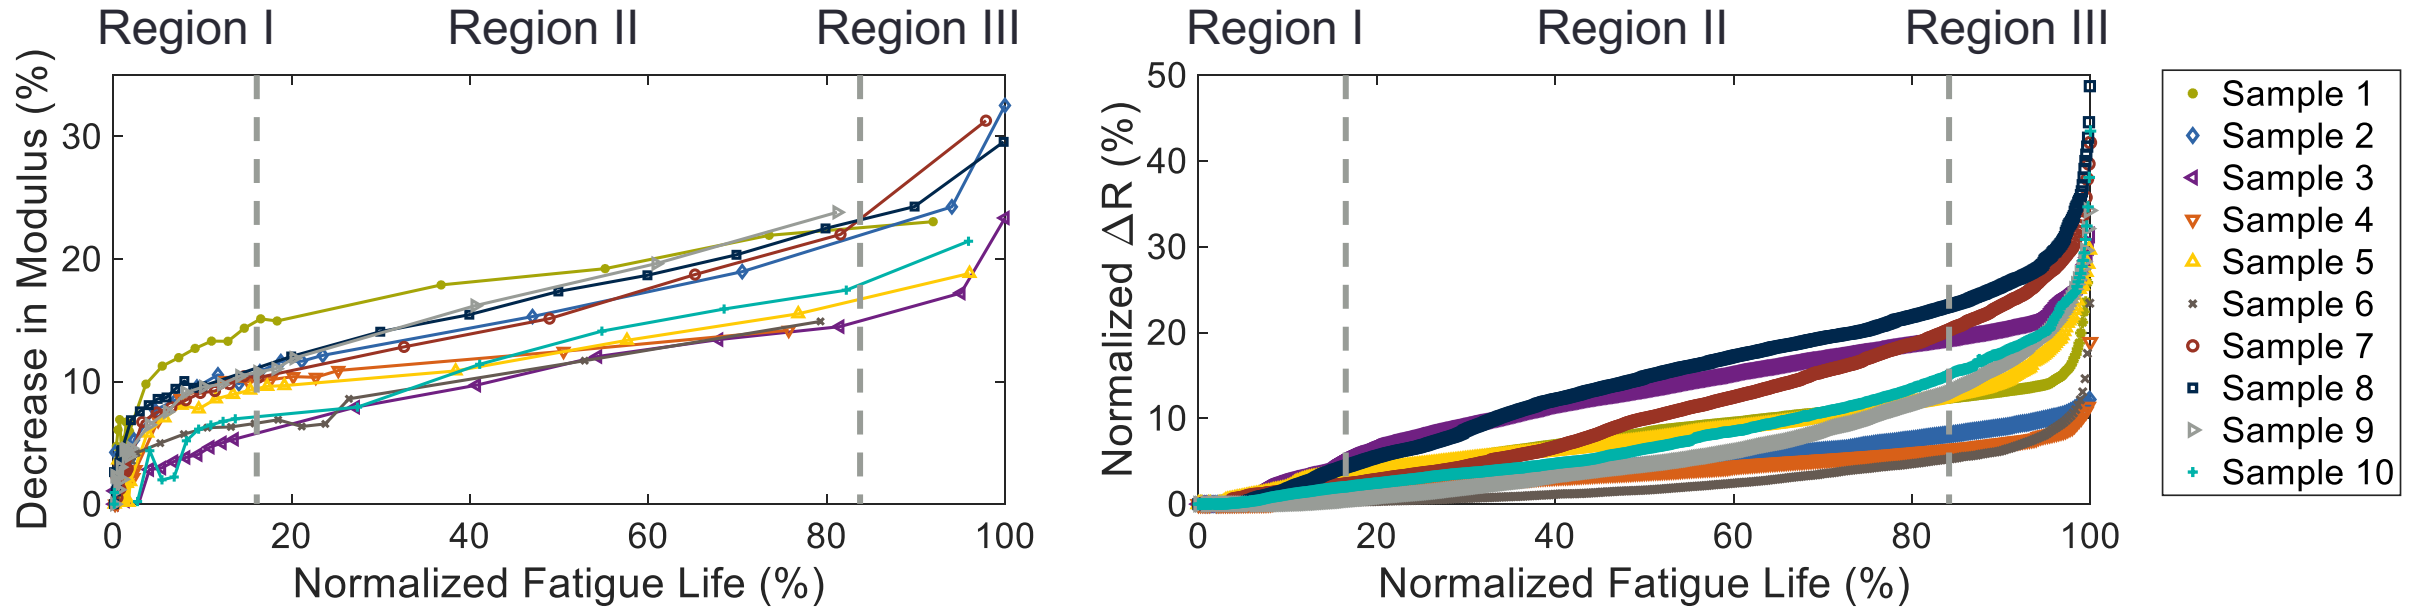 Region I Region II Region III
Decrease in Modulus (%)
30
20
10
0
0 20 40 60 80 100
Normalized Fatigue Life (%)
Region I Region II Region III
Normalized ΔR (%)
50
40
30
20
10
0
0 20 40 60 80 100
Normalized Fatigue Life (%)
Sample 1
Sample 2
Sample 3
Sample 4
Sample 5
Sample 6
Sample 7
Sample 8
Sample 9
Sample 10